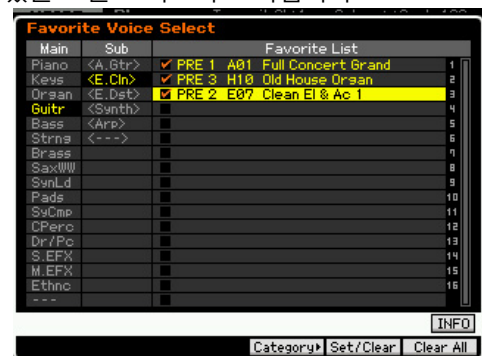 Favorite Voice Select
Main Sub Favorite List
Piano <A.Gtr> PRE 1 A01 Full Concert Grand 1
Keys <E.Cln> PRE 3 H10 Old House Organ 2
Organ <E.Dst> PRE 2 E07 Clean El & Ac 1 3
Guitr <Synth> 4
Bass <Arp> 5
Strng <---> 6
Brass 7
SaxWW 8
SynLd 9
Pads 10
SyCmp 11
CPerc 12
Dr/Pc 13
S.EFX 14
M.EFX 15
Ethnc 16
---
INFO
Category Set/Clear Clear All